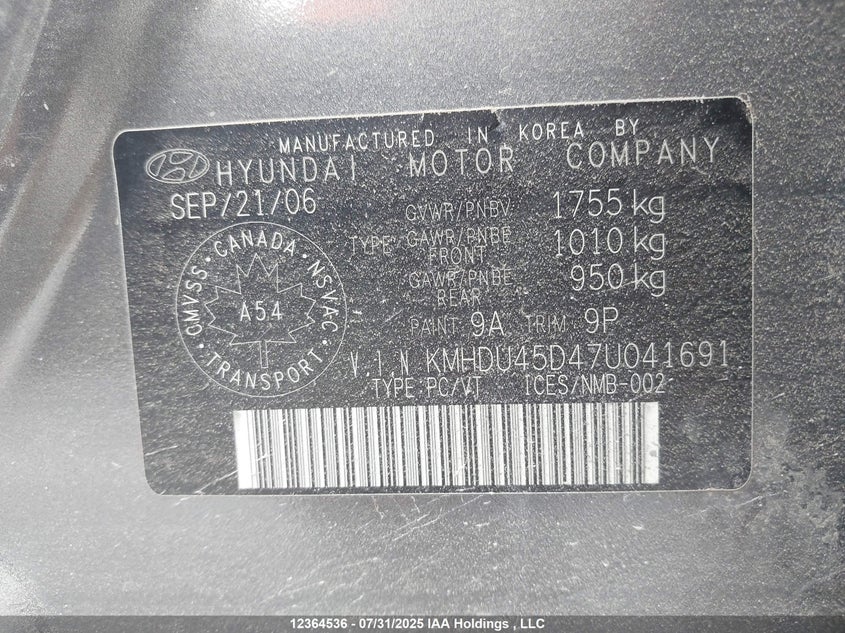 MANUFACTURED IN KOREA BY
HYUNDAI MOTOR COMPANY
SEP/21/06
GVWR/PNBV 1755 kg
TYPE GAWR/PNBE FRONT 1010 kg
GAWR/PNBE REAR 950 kg
CMVSS · CANADA · NSVAC · TRANSPORT
A54
PAINT 9A TRIM 9P
V.I.N KMHDU45D47U041691
TYPE PC/VT ICES/NMB-002
12364536 - 07/31/2025 IAA Holdings , LLC